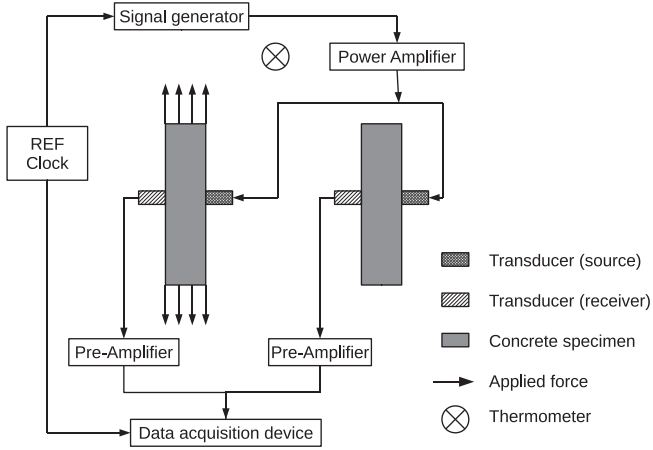 Signal generator
Power Amplifier
REF
Clock
Transducer (source)
Transducer (receiver)
Concrete specimen
Pre-Amplifier
Pre-Amplifier
Applied force
Thermometer
Data acquisition device